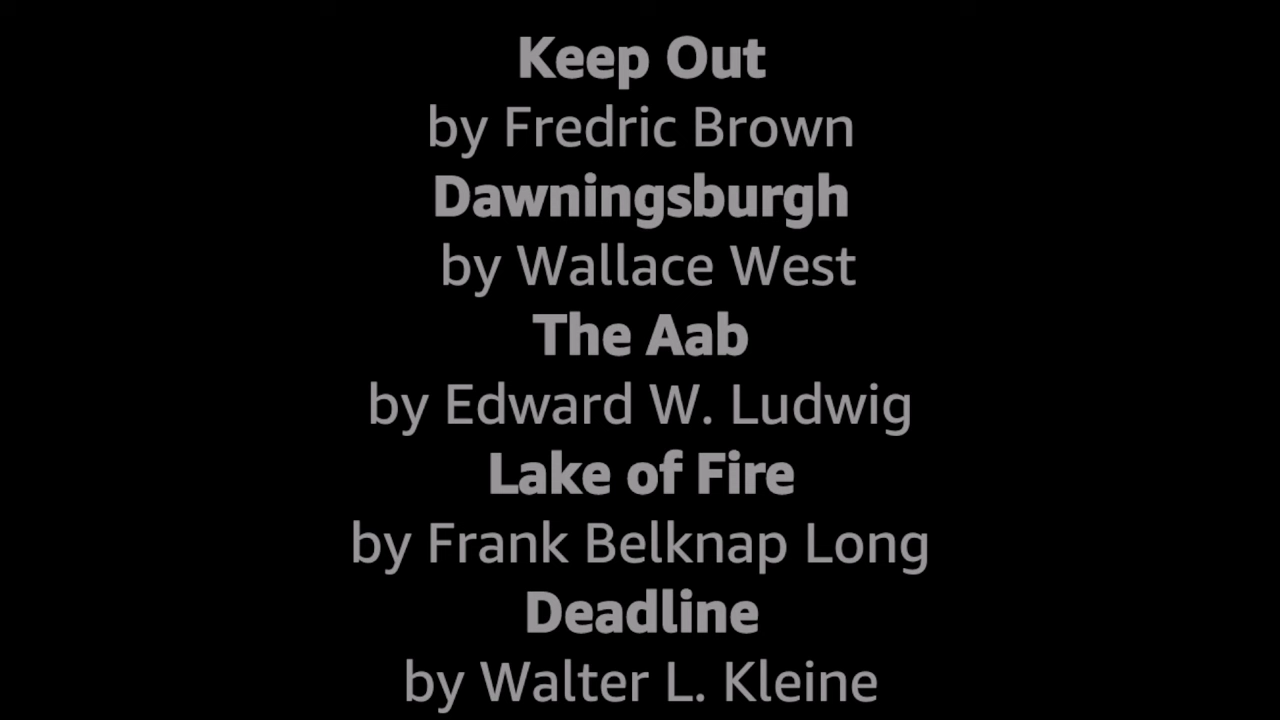 Keep Out
by Fredric Brown
Dawningsburgh
by Wallace West
The Aab
by Edward W. Ludwig
Lake of Fire
by Frank Belknap Long
Deadline
by Walter L. Kleine